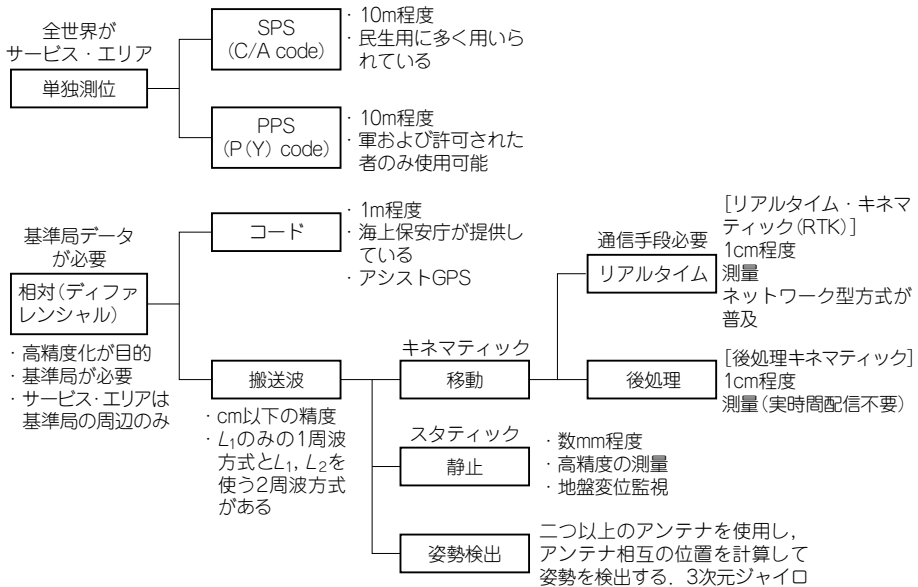 全世界が
サービス・エリア
単独測位
SPS
(C/A code)
・10m程度
・民生用に多く用いら
れている
PPS
(P(Y) code)
・10m程度
・軍および許可された
者のみ使用可能
基準局データ
が必要
相対(ディファ
レンシャル)
・高精度化が目的
・基準局が必要
・サービス・エリアは
基準局の周辺のみ
コード
・1m程度
・海上保安庁が提供し
ている
・アシストGPS
搬送波
・cm以下の精度
・L₁のみの1周波
方式とL₁, L₂を
使う2周波方式
がある
キネマティック
移動
通信手段必要
リアルタイム
[リアルタイム・キネマ
ティック(RTK)]
1cm程度
測量
ネットワーク型方式が
普及
後処理
[後処理キネマティック]
1cm程度
測量(実時間配信不要)
スタティック
静止
・数mm程度
・高精度の測量
・地盤変位監視
姿勢検出
二つ以上のアンテナを使用し，
アンテナ相互の位置を計算して
姿勢を検出する．3次元ジャイロ